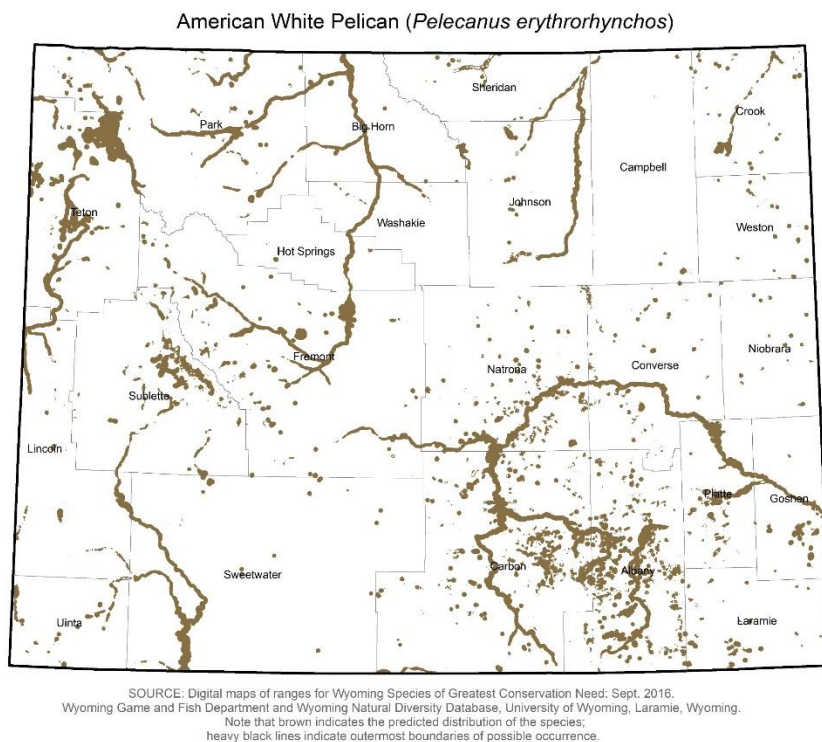 American White Pelican (Pelecanus erythrorhynchos)
Sheridan
Crook
Park
Big Horn
Campbell
Johnson
Teton
Washakie
Weston
Hot Springs
Niobrara
Fremont
Natrona
Converse
Sublette
Lincoln
Platte
Goshen
Sweetwater
Carbon
Albany
Uinta
Laramie
SOURCE: Digital maps of ranges for Wyoming Species of Greatest Conservation Need: Sept. 2016.
Wyoming Game and Fish Department and Wyoming Natural Diversity Database, University of Wyoming, Laramie, Wyoming.
Note that brown indicates the predicted distribution of the species;
heavy black lines indicate outermost boundaries of possible occurrence.